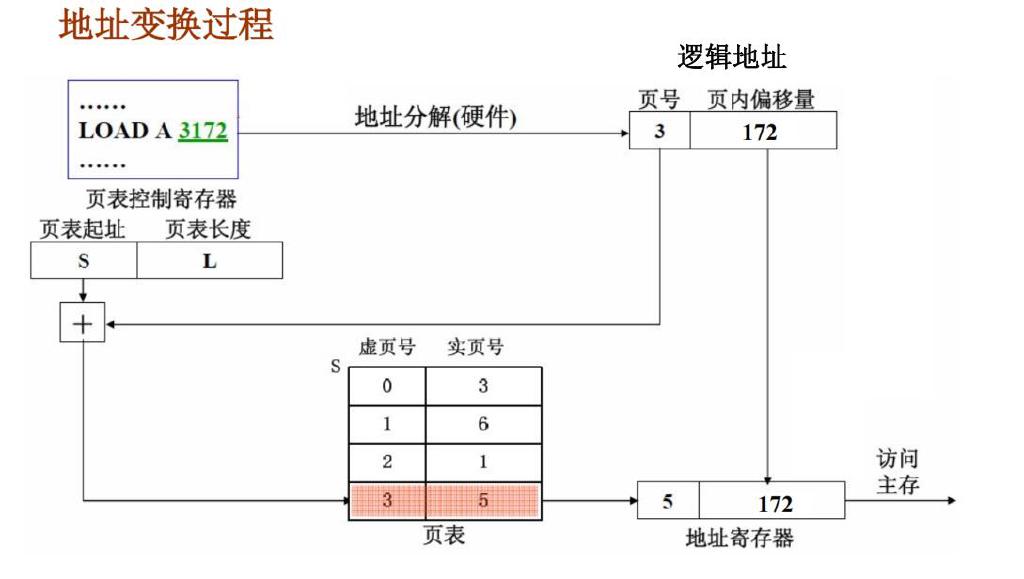 地址变换过程
逻辑地址
页号 页内偏移量
3 172
……
LOAD A 3172
……
地址分解(硬件)
页表控制寄存器
页表起址 页表长度
S L
+
虚页号 实页号
S
0 3
1 6
2 1
3 5
页表
5 172
地址寄存器
访问
主存